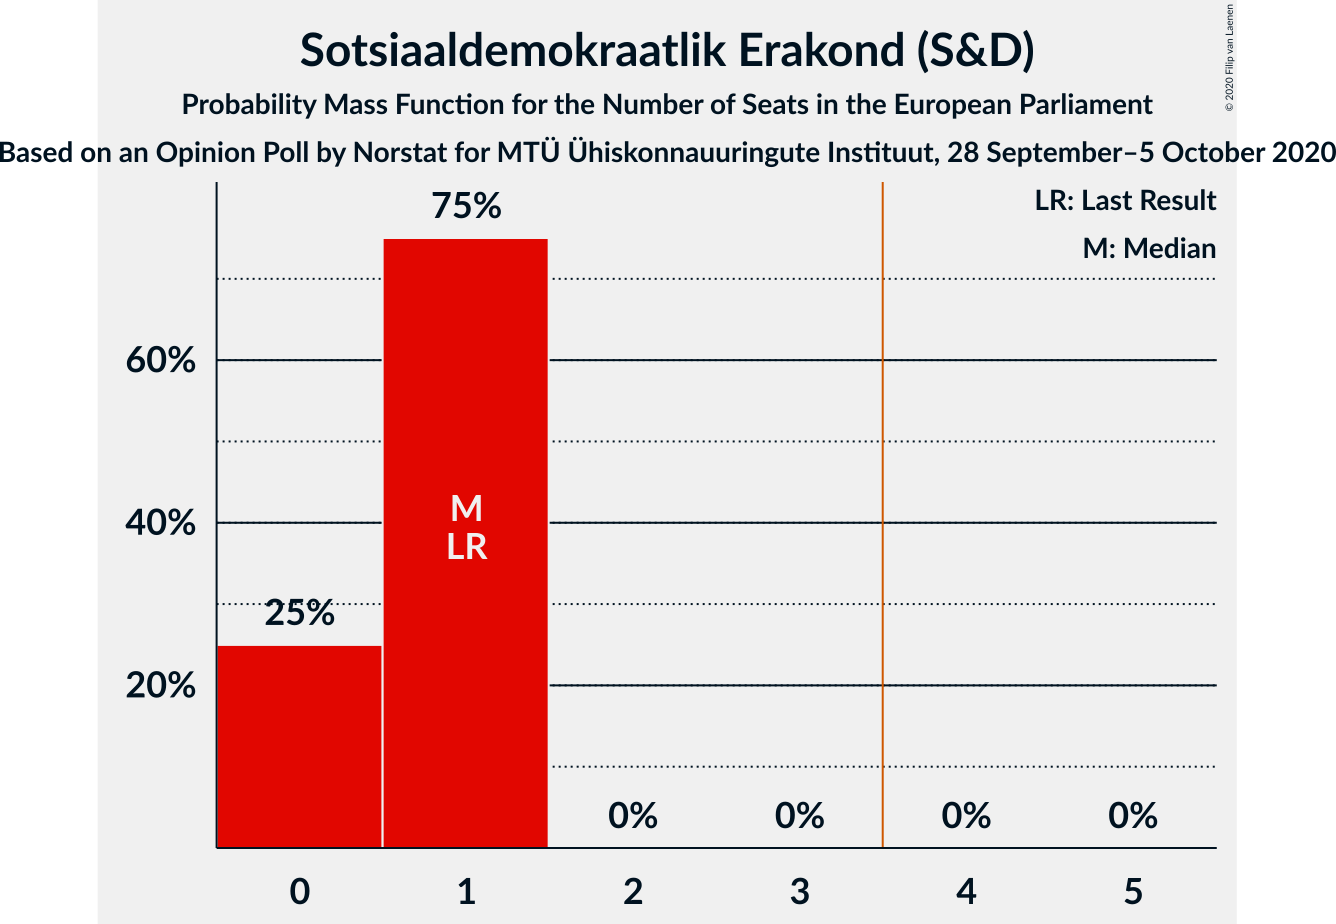 Sotsiaaldemokraatlik Erakond (S&D)
Probability Mass Function for the Number of Seats in the European Parliament
Based on an Opinion Poll by Norstat for MTÜ Ühiskonnauuringute Instituut, 28 September–5 October 2020
© 2020 Filip van Laenen
LR: Last Result
M: Median
75%
60%
40%
20%
M
LR
25%
0% 0% 0% 0%
0 1 2 3 4 5